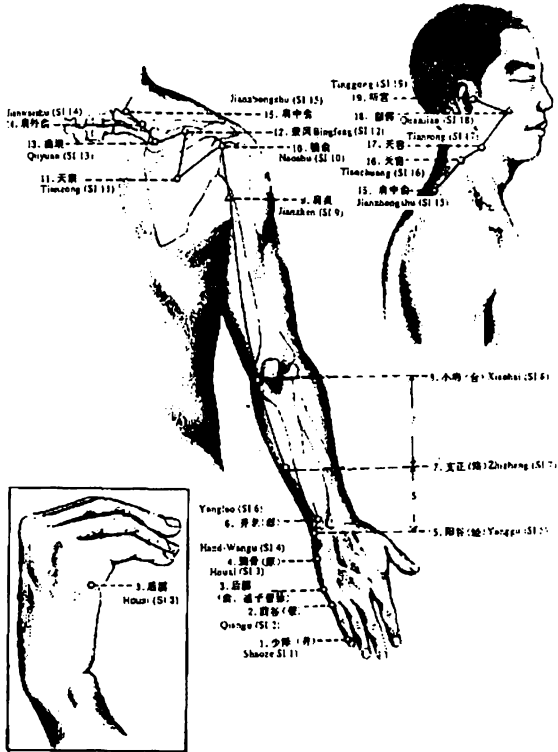 Jianzhongshu (SI 15)
15. 肩中俞
12. 秉风 Bingfeng (SI 12)
(SI 14)
14. 肩外俞
13. 曲垣
Quyuan (SI 13)
10. 臑俞
Naoshu (SI 10)
11. 天宗
Tianzong (SI 11)
9. 肩贞
Jianzhen (SI 9)
Tinggong (SI 19)
19. 听宫
18.
(SI 18)
Tianrong (SI 17)
17. 天容
16. 天窗
Tianchuang (SI 16)
15. 肩中俞
Jianzhongshu (SI 15)
小海 (合) Xiaohai (SI 8)
7. 支正 (络) Zhizheng (SI 7)
5
Yanglao (SI 6)
6. 养老 (郄)
5. 阳谷 (经) Yanggu (SI 5)
Hand-Wangu (SI 4)
4. 腕骨 (原)
Houxi (SI 3)
3. 后溪
2. 前谷
Qiangu (SI 2)
1. 少泽 (井)
Shaoze SI 1)
3. 后溪
Houxi (SI 3)